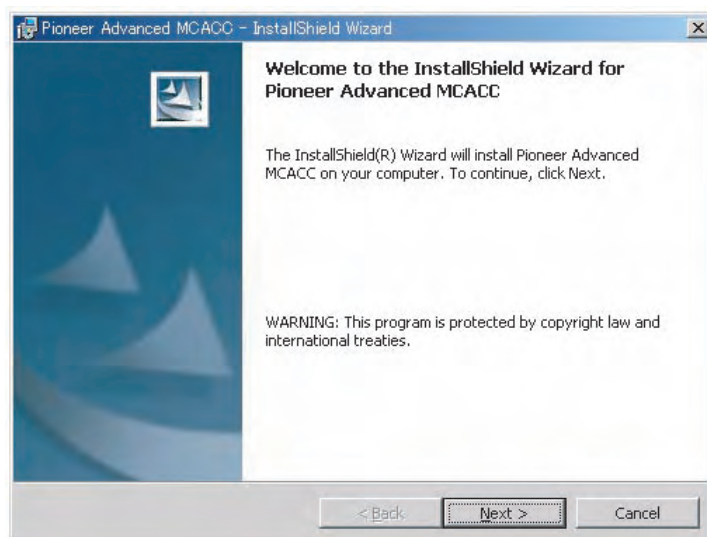 Pioneer Advanced MCACC - InstallShield Wizard
Welcome to the InstallShield Wizard for
Pioneer Advanced MCACC
The InstallShield(R) Wizard will install Pioneer Advanced
MCACC on your computer. To continue, click Next.
WARNING: This program is protected by copyright law and
international treaties.
< Back
Next >
Cancel